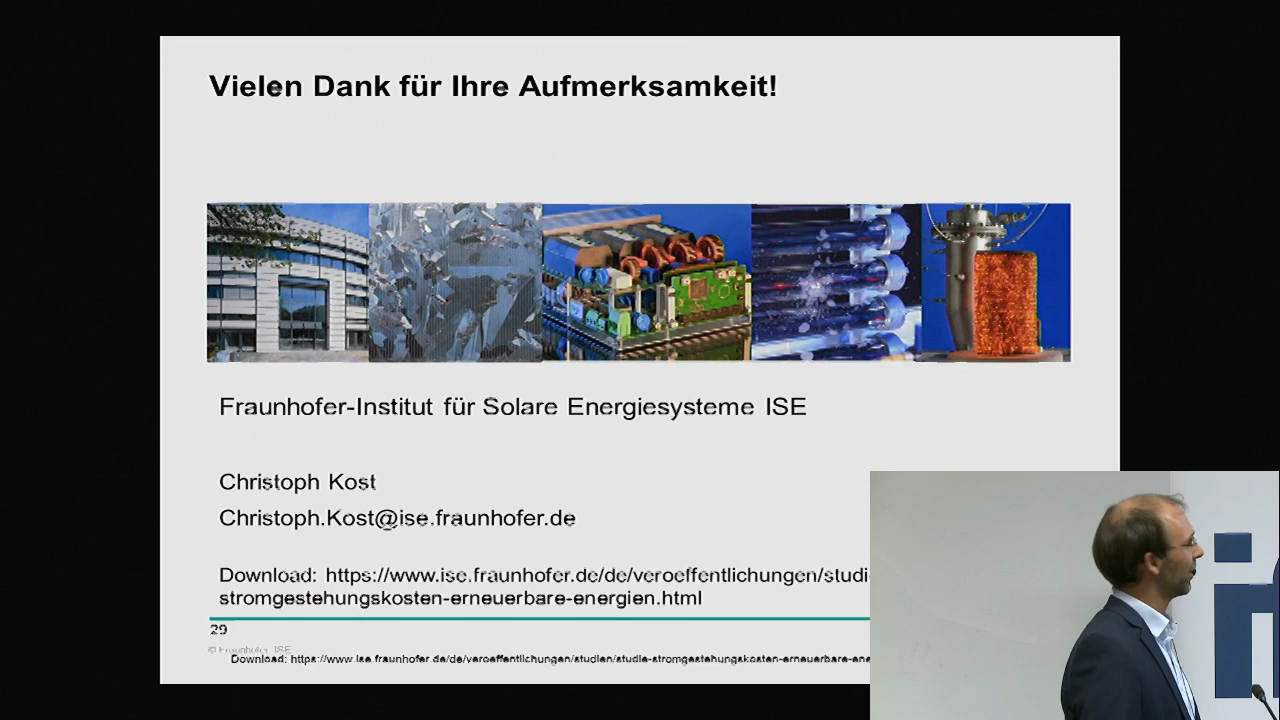 Vielen Dank für Ihre Aufmerksamkeit!
Fraunhofer-Institut für Solare Energiesysteme ISE
Christoph Kost
Christoph.Kost@ise.fraunhofer.de
Download: https://www.ise.fraunhofer.de/de/veroeffentlichungen/studi
stromgestehungskosten-erneuerbare-energien.html
29
© Fraunhofer ISE
Download: https://www.ise.fraunhofer.de/de/veroeffentlichungen/studien/studie-stromgestehungskosten-erneuerbare-ene